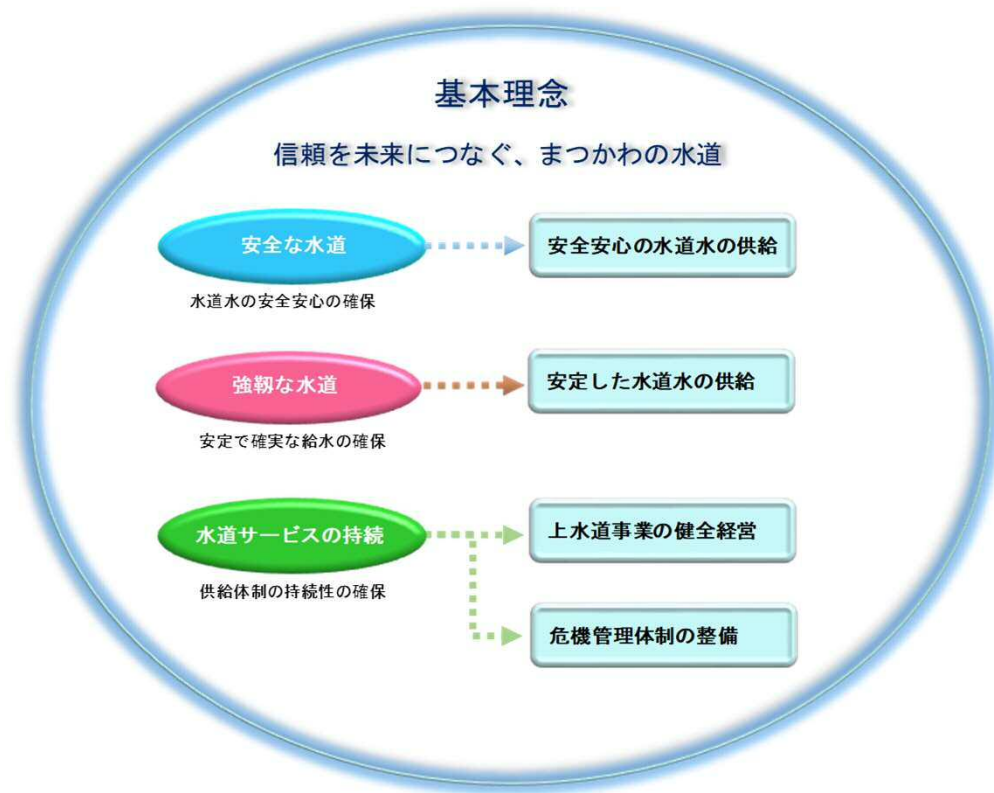 基本理念
信頼を未来につなぐ、まつかわの水道
安全な水道
安全安心の水道水の供給
水道水の安全安心の確保
強靱な水道
安定した水道水の供給
安定で確実な給水の確保
水道サービスの持続
上水道事業の健全経営
供給体制の持続性の確保
危機管理体制の整備